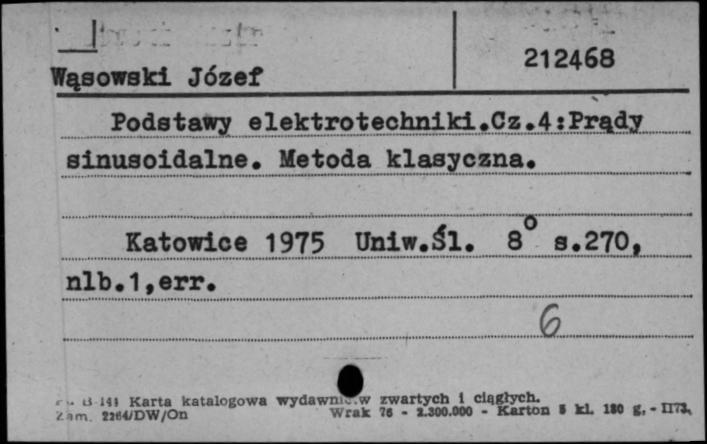 212468
Wąsowski Józef
Podstawy elektrotechniki.Cz.4:Prądy
sinusoidalne. Metoda klasyczna.
Katowice 1975 Uniw.Śl. 8° s.270,
nlb.1,err.
6
B 141 Karta katalogowa wydawnic.w zwartych i ciągłych.
Zam. 2264/DW/On Wrak 76 - 2.300.000 - Karton 5 kl. 180 g. - II73.